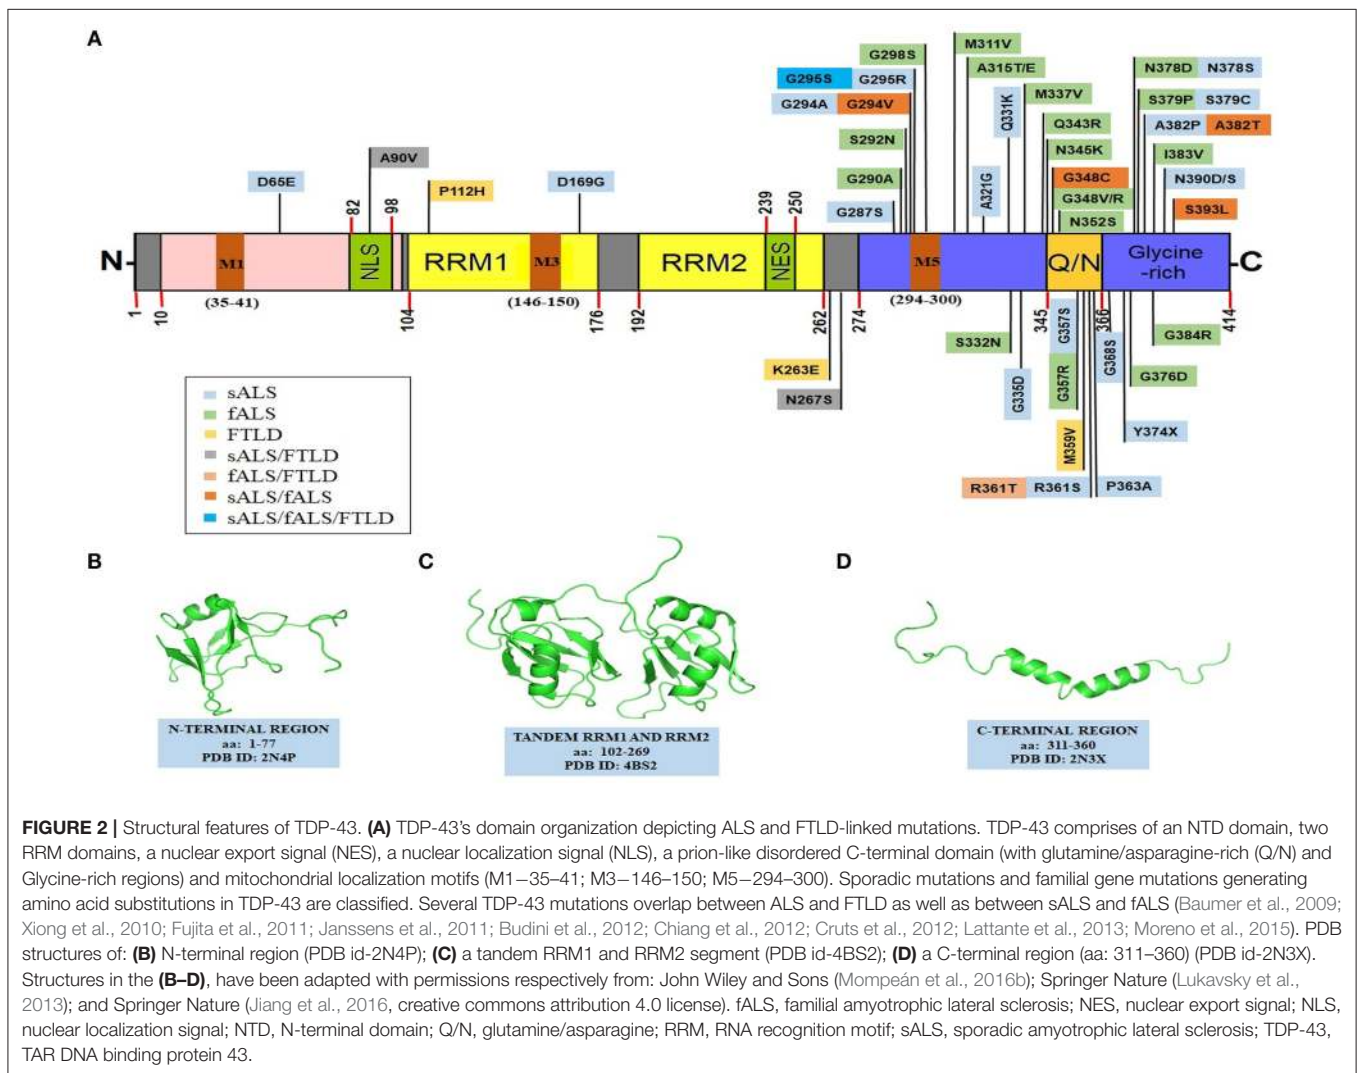 A
G298S
M311V
A315T/E
G295S G295R
G294A G294V
S292N
G290A
G287S
A321G
Q331K
M337V
Q343R
N345K
G348C
G348V/R
N352S
N378D N378S
S379P S379C
A382P A382T
I383V
N390D/S
S393L
D65E
A90V
P112H
D169G
82 98 239 250
N- M1 NLS RRM1 M3 RRM2 NES M5 Q/N Glycine
-rich -C
(35-41) (146-150) (294-300)
1 10 104 176 192 262 274 345 366 414
K263E
N267S
S332N
G335D
G357S
G357R
M359V
R361T R361S
P363A
G368S
Y374X
G376D
G384R
sALS
fALS
FTLD
sALS/FTLD
fALS/FTLD
sALS/fALS
sALS/fALS/FTLD
B
N-TERMINAL REGION
aa: 1-77
PDB ID: 2N4P
C
TANDEM RRM1 AND RRM2
aa: 102-269
PDB ID: 4BS2
D
C-TERMINAL REGION
aa: 311-360
PDB ID: 2N3X
FIGURE 2 | Structural features of TDP-43. (A) TDP-43's domain organization depicting ALS and FTLD-linked mutations. TDP-43 comprises of an NTD domain, two
RRM domains, a nuclear export signal (NES), a nuclear localization signal (NLS), a prion-like disordered C-terminal domain (with glutamine/asparagine-rich (Q/N) and
Glycine-rich regions) and mitochondrial localization motifs (M1−35–41; M3−146–150; M5−294–300). Sporadic mutations and familial gene mutations generating
amino acid substitutions in TDP-43 are classified. Several TDP-43 mutations overlap between ALS and FTLD as well as between sALS and fALS (Baumer et al., 2009;
Xiong et al., 2010; Fujita et al., 2011; Janssens et al., 2011; Budini et al., 2012; Chiang et al., 2012; Cruts et al., 2012; Lattante et al., 2013; Moreno et al., 2015). PDB
structures of: (B) N-terminal region (PDB id-2N4P); (C) a tandem RRM1 and RRM2 segment (PDB id-4BS2); (D) a C-terminal region (aa: 311–360) (PDB id-2N3X).
Structures in the (B–D), have been adapted with permissions respectively from: John Wiley and Sons (Mompeán et al., 2016b); Springer Nature (Lukavsky et al.,
2013); and Springer Nature (Jiang et al., 2016, creative commons attribution 4.0 license). fALS, familial amyotrophic lateral sclerosis; NES, nuclear export signal; NLS,
nuclear localization signal; NTD, N-terminal domain; Q/N, glutamine/asparagine; RRM, RNA recognition motif; sALS, sporadic amyotrophic lateral sclerosis; TDP-43,
TAR DNA binding protein 43.